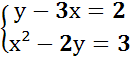 y − 3x = 2
x² − 2y = 3